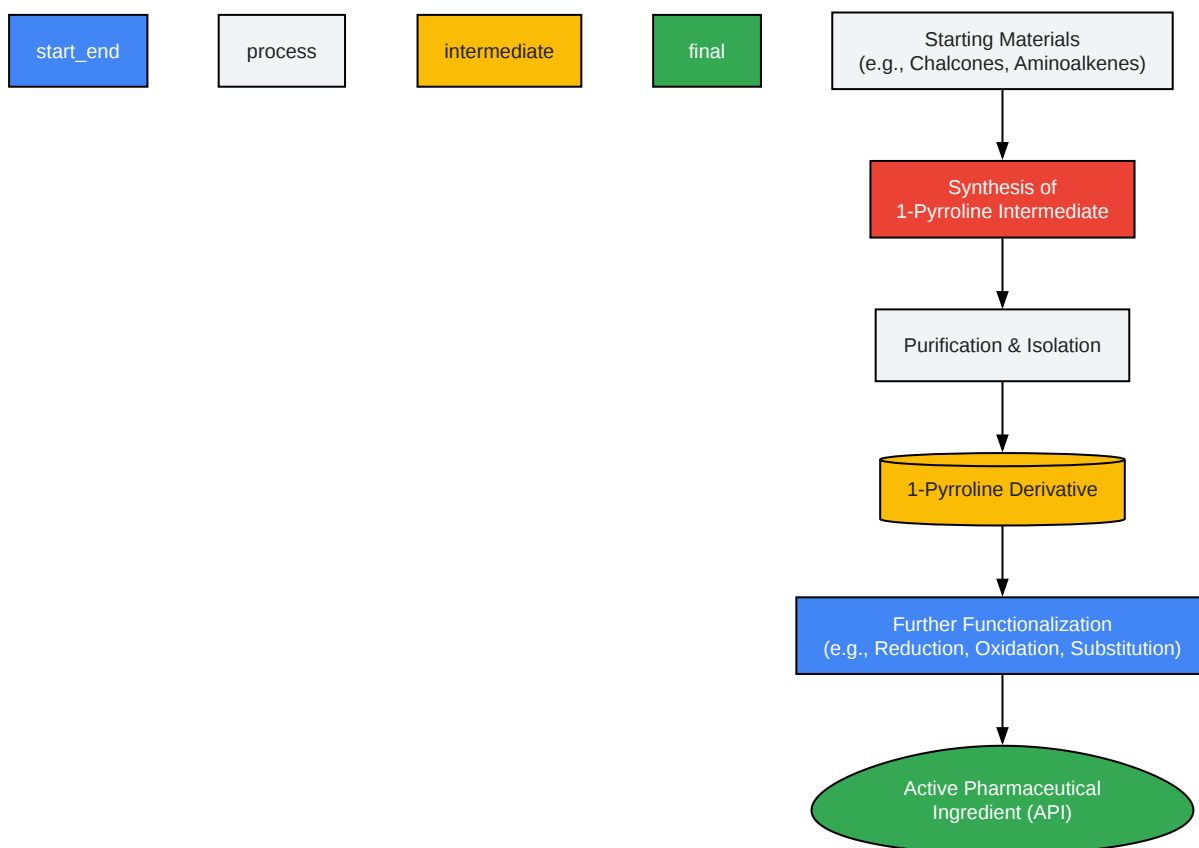 start_end
process
intermediate
final
Starting Materials
(e.g., Chalcones, Aminoalkenes)
Synthesis of
1-Pyrroline Intermediate
Purification & Isolation
1-Pyrroline Derivative
Further Functionalization
(e.g., Reduction, Oxidation, Substitution)
Active Pharmaceutical
Ingredient (API)